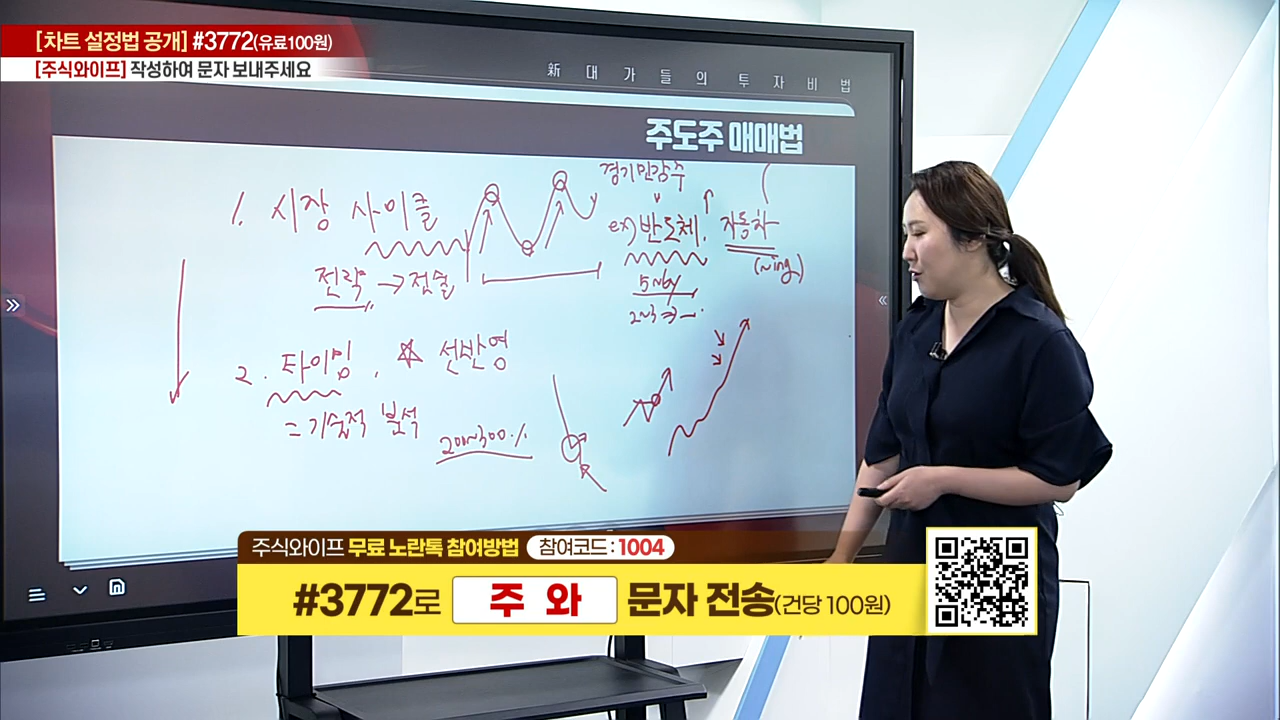 [차트 설정법 공개] #3772(유료100원)
[주식와이프] 작성하여 문자 보내주세요
新 대 가 들 의 투 자 비 법
주도주 매매법
경기민감주
1. 시장 사이클
ex) 반도체, 자동차
(~ing)
전략 → 전술
5~6y
2~3
2. 타이밍, ☆ 선반영
= 기술적 분석
200~300%
주식와이프 무료 노란톡 참여방법 참여코드 : 1004
#3772로 주 와 문자 전송(건당 100원)